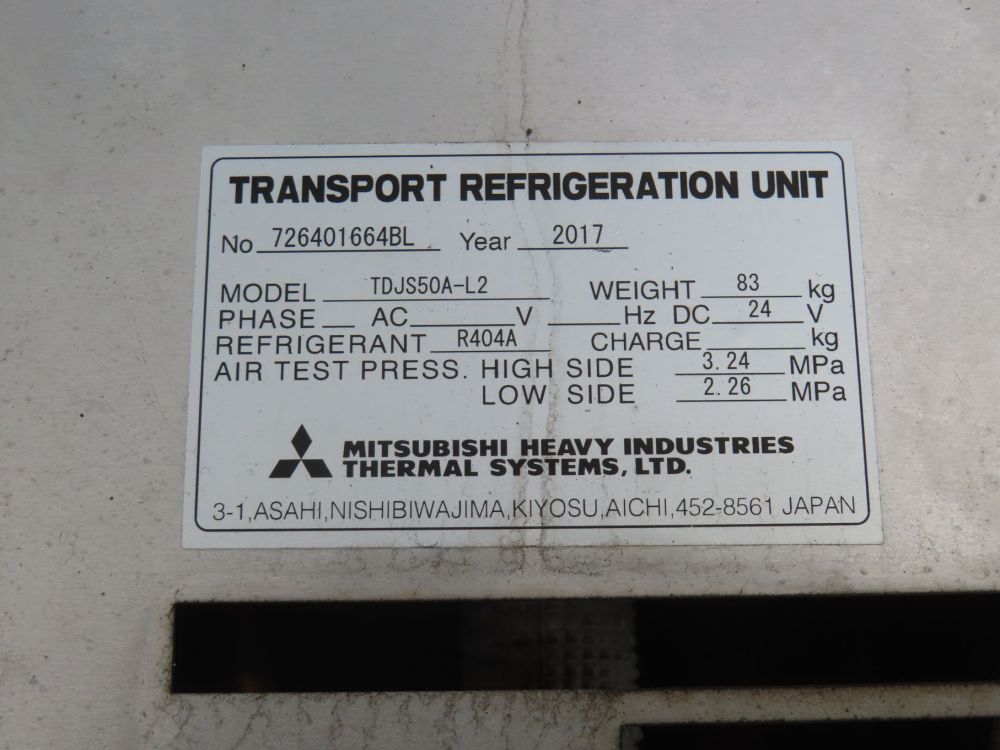 TRANSPORT REFRIGERATION UNIT
No 726401664BL Year 2017
MODEL TDJS50A-L2 WEIGHT 83 kg
PHASE AC V Hz DC 24 V
REFRIGERANT R404A CHARGE kg
AIR TEST PRESS. HIGH SIDE 3.24 MPa
LOW SIDE 2.26 MPa
MITSUBISHI HEAVY INDUSTRIES
THERMAL SYSTEMS, LTD.
3-1,ASAHI,NISHIBIWAJIMA,KIYOSU,AICHI,452-8561 JAPAN